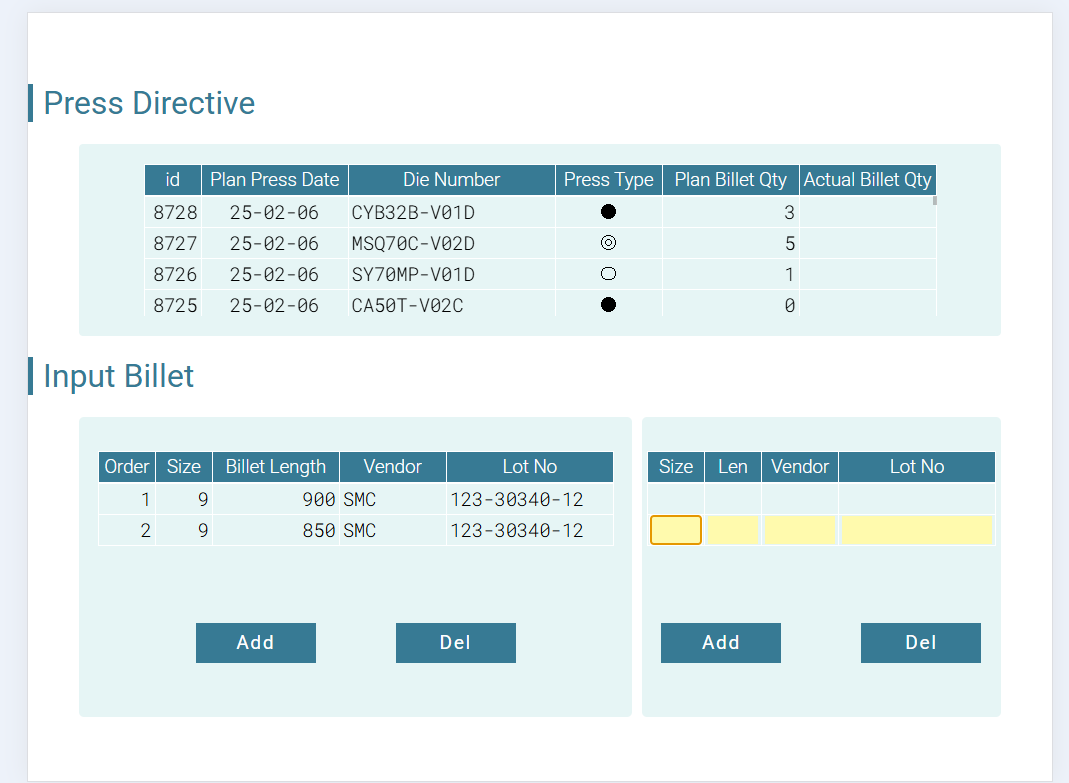 Press Directive
id Plan Press Date Die Number Press Type Plan Billet Qty Actual Billet Qty
8728 25-02-06 CYB32B-V01D ● 3
8727 25-02-06 MSQ70C-V02D ◎ 5
8726 25-02-06 SY70MP-V01D ○ 1
8725 25-02-06 CA50T-V02C ● 0
Input Billet
Order Size Billet Length Vendor Lot No
1 9 900 SMC 123-30340-12
2 9 850 SMC 123-30340-12
Add Del
Size Len Vendor Lot No
Add Del